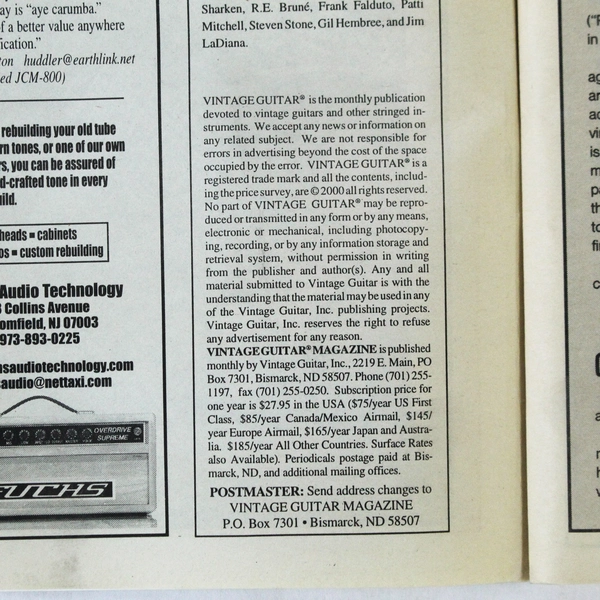 ay is “aye carumba.”
of a better value anywhere
ication.”
ton huddler@earthlink.net
ed JCM-800)
rebuilding your old tube
rn tones, or one of our own
rs, you can be assured of
d-crafted tone in every
uild.
heads ▪ cabinets
os ▪ custom rebuilding
Audio Technology
Collins Avenue
omfield, NJ 07003
973-893-0225
nsaudiotechnology.com
saudio@nettaxi.com
OVERDRIVE
SUPREME
FUCHS
Sharken, R.E. Bruné, Frank Falduto, Patti
Mitchell, Steven Stone, Gil Hembree, and Jim
LaDiana.
VINTAGE GUITAR® is the monthly publication
devoted to vintage guitars and other stringed in-
struments. We accept any news or information on
any related subject. We are not responsible for
errors in advertising beyond the cost of the space
occupied by the error. VINTAGE GUITAR® is a
registered trade mark and all the contents, includ-
ing the price survey, are © 2000 all rights reserved.
No part of VINTAGE GUITAR® may be repro-
duced or transmitted in any form or by any means,
electronic or mechanical, including photocopy-
ing, recording, or by any information storage and
retrieval system, without permission in writing
from the publisher and author(s). Any and all
material submitted to Vintage Guitar is with the
understanding that the material may be used in any
of the Vintage Guitar, Inc. publishing projects.
Vintage Guitar, Inc. reserves the right to refuse
any advertisement for any reason.
VINTAGE GUITAR® MAGAZINE is published
monthly by Vintage Guitar, Inc., 2219 E. Main, PO
Box 7301, Bismarck, ND 58507. Phone (701) 255-
1197, fax (701) 255-0250. Subscription price for
one year is $27.95 in the USA ($75/year US First
Class, $85/year Canada/Mexico Airmail, $145/
year Europe Airmail, $165/year Japan and Austra-
lia. $185/year All Other Countries. Surface Rates
also Available). Periodicals postage paid at Bis-
marck, ND, and additional mailing offices.
POSTMASTER: Send address changes to
VINTAGE GUITAR MAGAZINE
P.O. Box 7301 • Bismarck, ND 58507
in